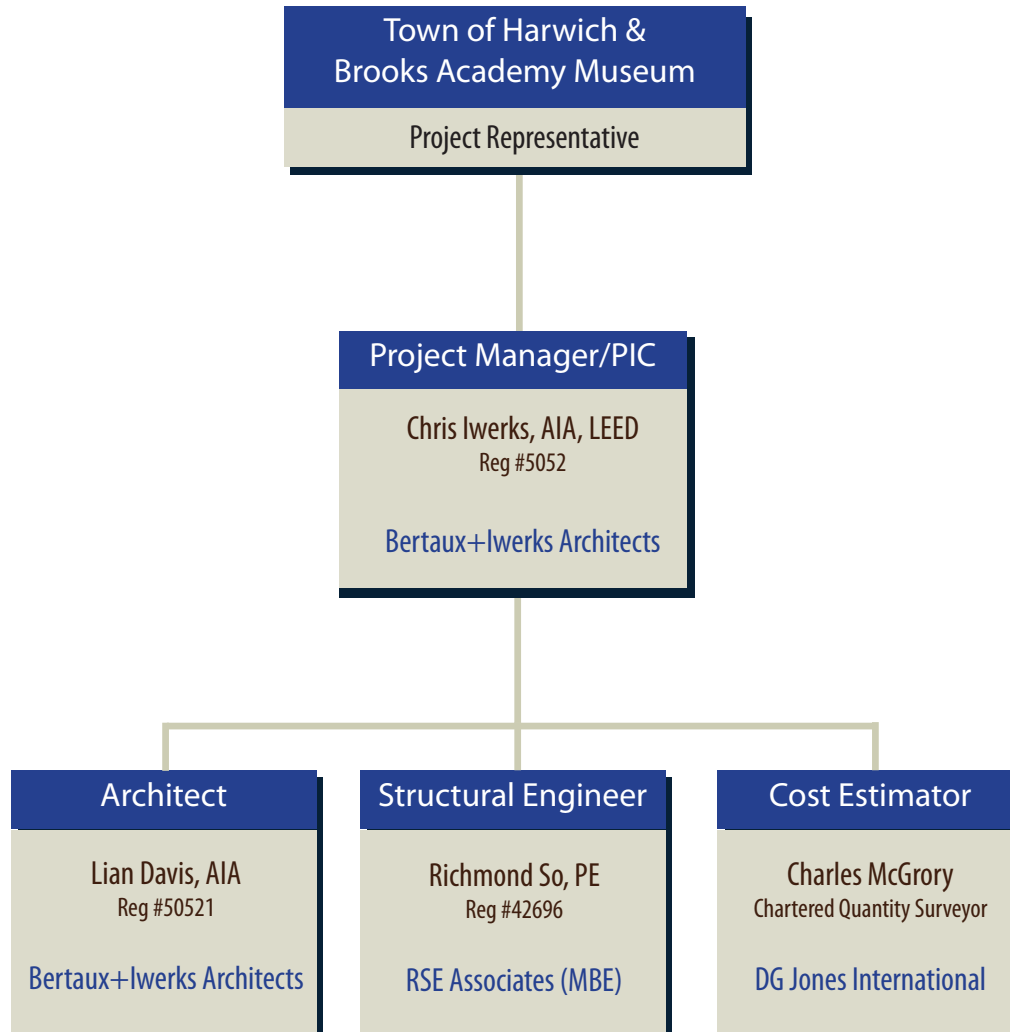 Town of Harwich &
Brooks Academy Museum
Project Representative
Project Manager/PIC
Chris Iwerks, AIA, LEED
Reg #5052
Bertaux+Iwerks Architects
Architect
Lian Davis, AIA
Reg #50521
Bertaux+Iwerks Architects
Structural Engineer
Richmond So, PE
Reg #42696
RSE Associates (MBE)
Cost Estimator
Charles McGrory
Chartered Quantity Surveyor
DG Jones International